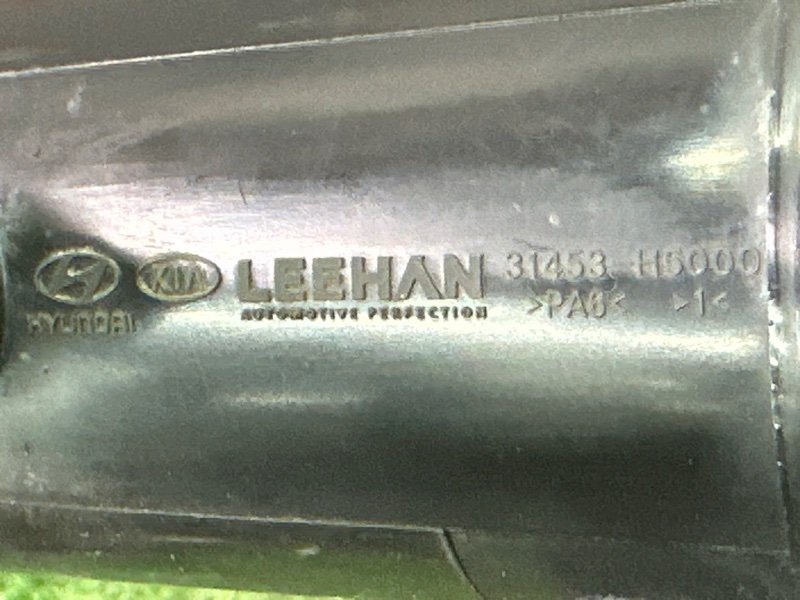 HYUNDAI
KIA
LEEHAN
AUTOMOTIVE PERFECTION
31453 H5000
>PA6< >1<